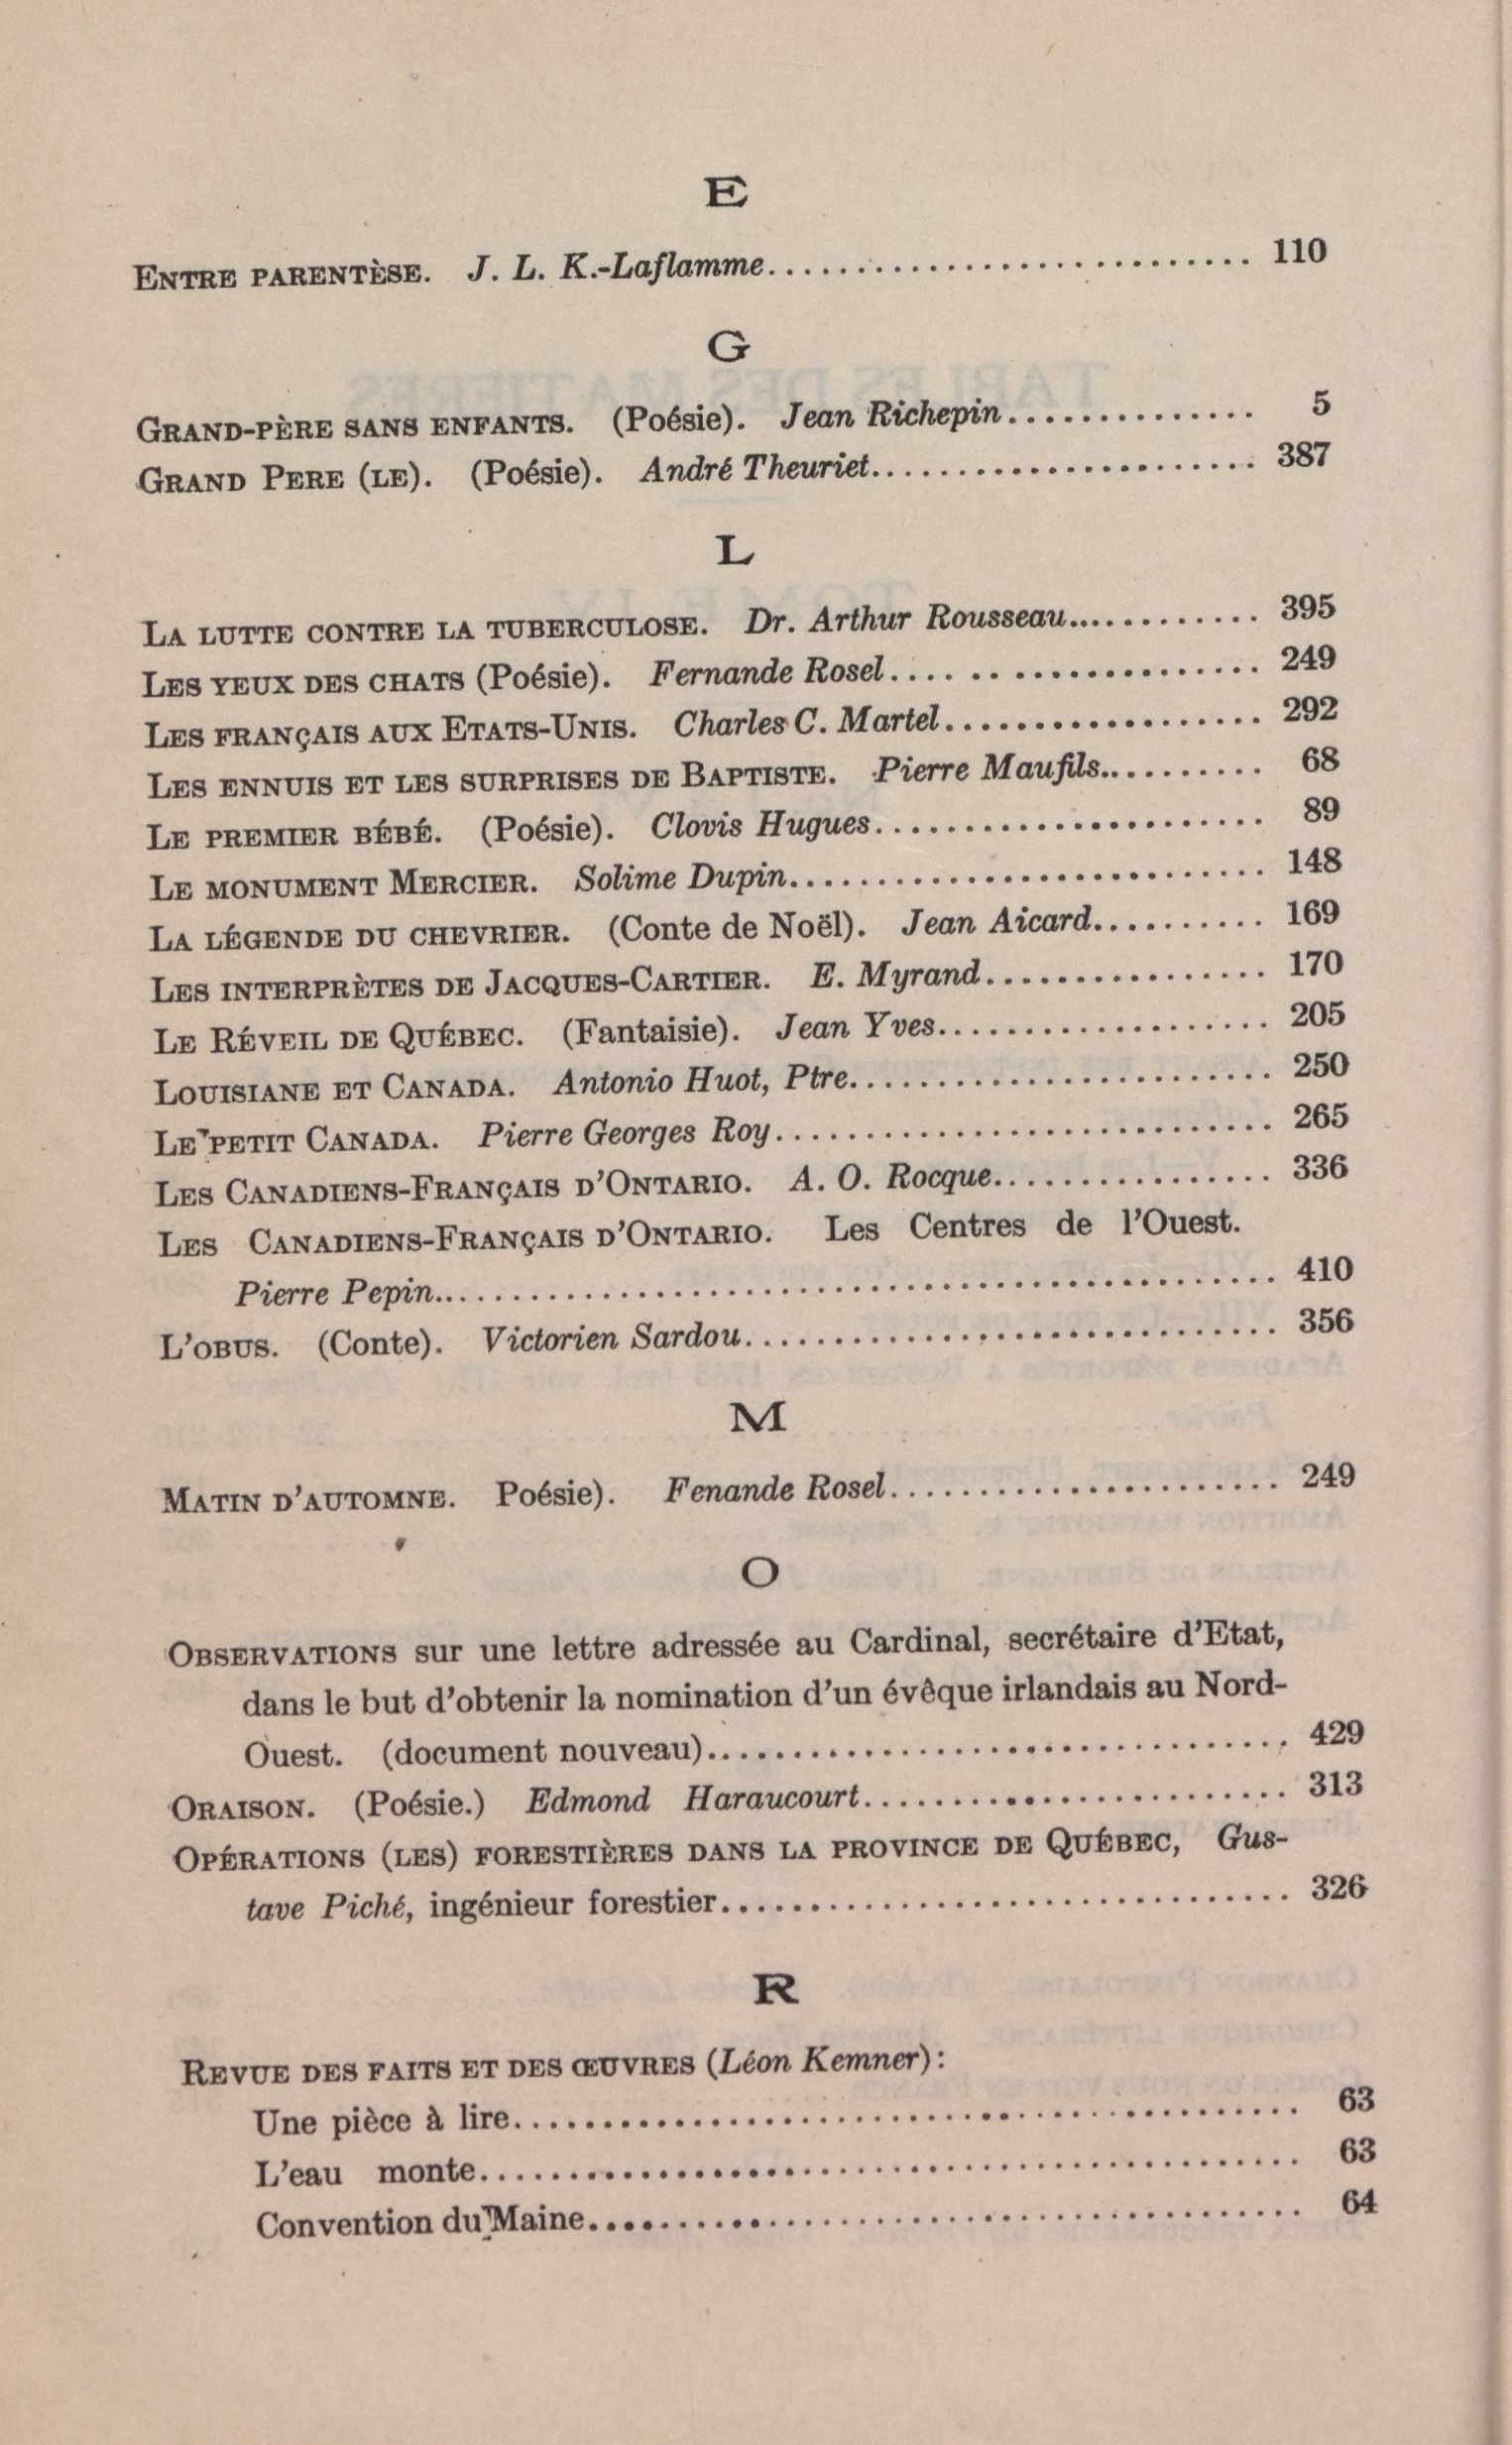 E
ENTRE PARENTÈSE. J. L. K.-Laflamme........................... 110
G
GRAND-PÈRE SANS ENFANTS. (Poésie). Jean Richepin.............. 5
GRAND PERE (LE). (Poésie). André Theuriet...................... 387
L
LA LUTTE CONTRE LA TUBERCULOSE. Dr. Arthur Rousseau............ 395
LES YEUX DES CHATS (Poésie). Fernande Rosel.................... 249
LES FRANÇAIS AUX ETATS-UNIS. Charles C. Martel.................. 292
LES ENNUIS ET LES SURPRISES DE BAPTISTE. Pierre Maufils.......... 68
LE PREMIER BÉBÉ. (Poésie). Clovis Hugues...................... 89
LE MONUMENT MERCIER. Solime Dupin........................... 148
LA LÉGENDE DU CHEVRIER. (Conte de Noël). Jean Aicard.......... 169
LES INTERPRÈTES DE JACQUES-CARTIER. E. Myrand................ 170
LE RÉVEIL DE QUÉBEC. (Fantaisie). Jean Yves................... 205
LOUISIANE ET CANADA. Antonio Huot, Ptre........................ 250
LE PETIT CANADA. Pierre Georges Roy............................ 265
LES CANADIENS-FRANÇAIS D'ONTARIO. A. O. Rocque................ 336
LES CANADIENS-FRANÇAIS D'ONTARIO. Les Centres de l'Ouest.
Pierre Pepin................................................ 410
L'OBUS. (Conte). Victorien Sardou.............................. 356
M
MATIN D'AUTOMNE. Poésie). Fenande Rosel...................... 249
O
OBSERVATIONS sur une lettre adressée au Cardinal, secrétaire d'Etat,
dans le but d'obtenir la nomination d'un évêque irlandais au Nord-
Ouest. (document nouveau)................................. 429
ORAISON. (Poésie.) Edmond Haraucourt........................ 313
OPÉRATIONS (LES) FORESTIÈRES DANS LA PROVINCE DE QUÉBEC, Gus-
tave Piché, ingénieur forestier................................ 326
R
REVUE DES FAITS ET DES ŒUVRES (Léon Kemner):
Une pièce à lire............................................ 63
L'eau monte.............................................. 63
Convention du Maine........................................ 64